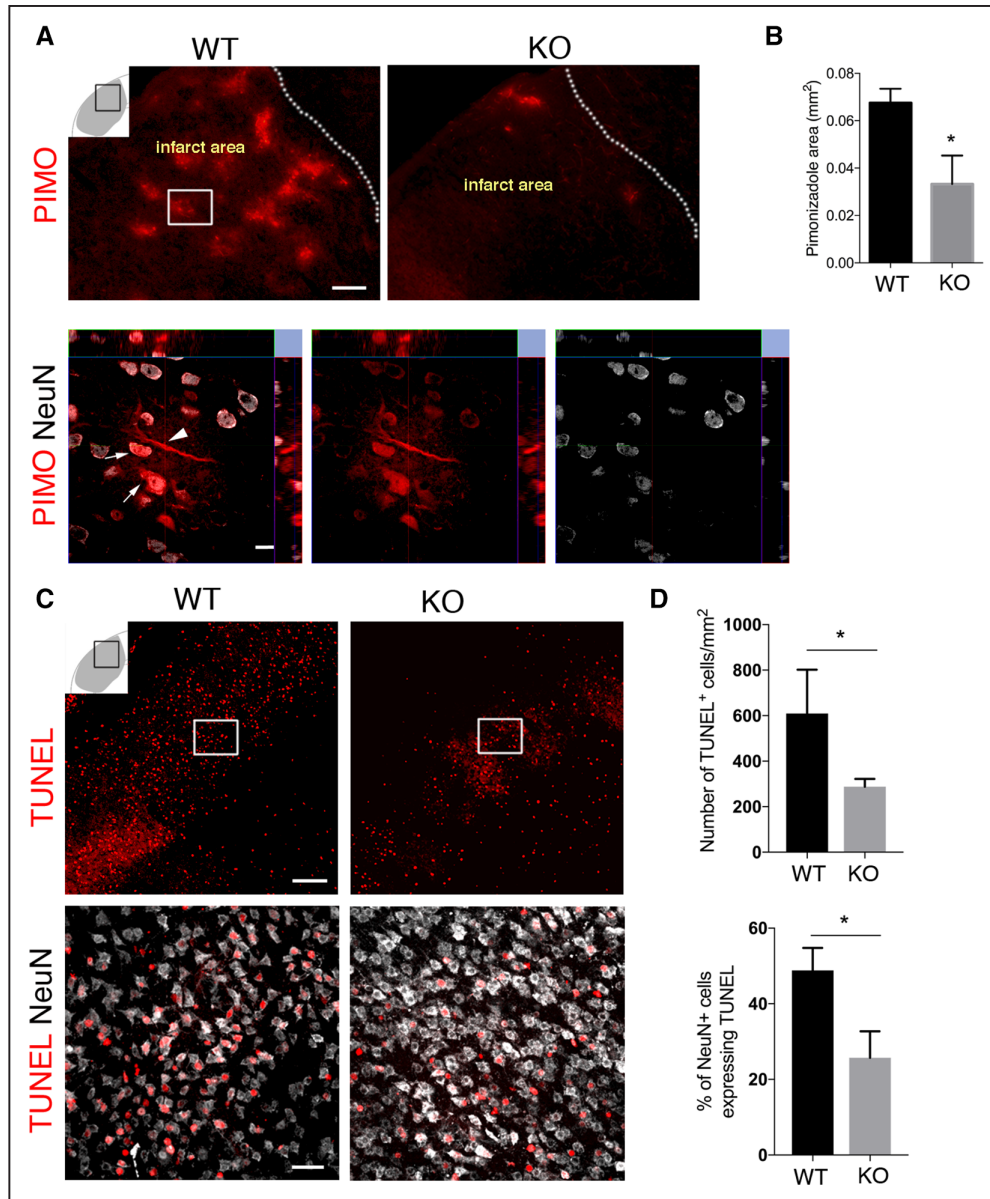 A
WT
KO
PIMO
infarct area
infarct area
B
Pimonizadole area (mm²)
0.08
0.06
0.04
0.02
0.00
*
WT
KO
PIMO NeuN
C
WT
KO
TUNEL
TUNEL NeuN
D
Number of TUNEL⁺ cells/mm²
1000
800
600
400
200
0
*
WT
KO
% of NeuN+ cells
expressing TUNEL
60
40
20
0
*
WT
KO